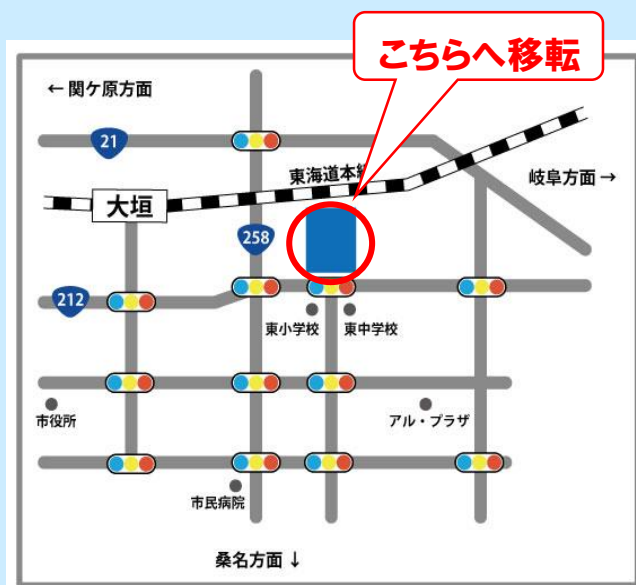 こちらへ移転
← 関ケ原方面
21
東海道本線
岐阜方面 →
大垣
258
212
東小学校
東中学校
市役所
アル・プラザ
市民病院
桑名方面 ↓